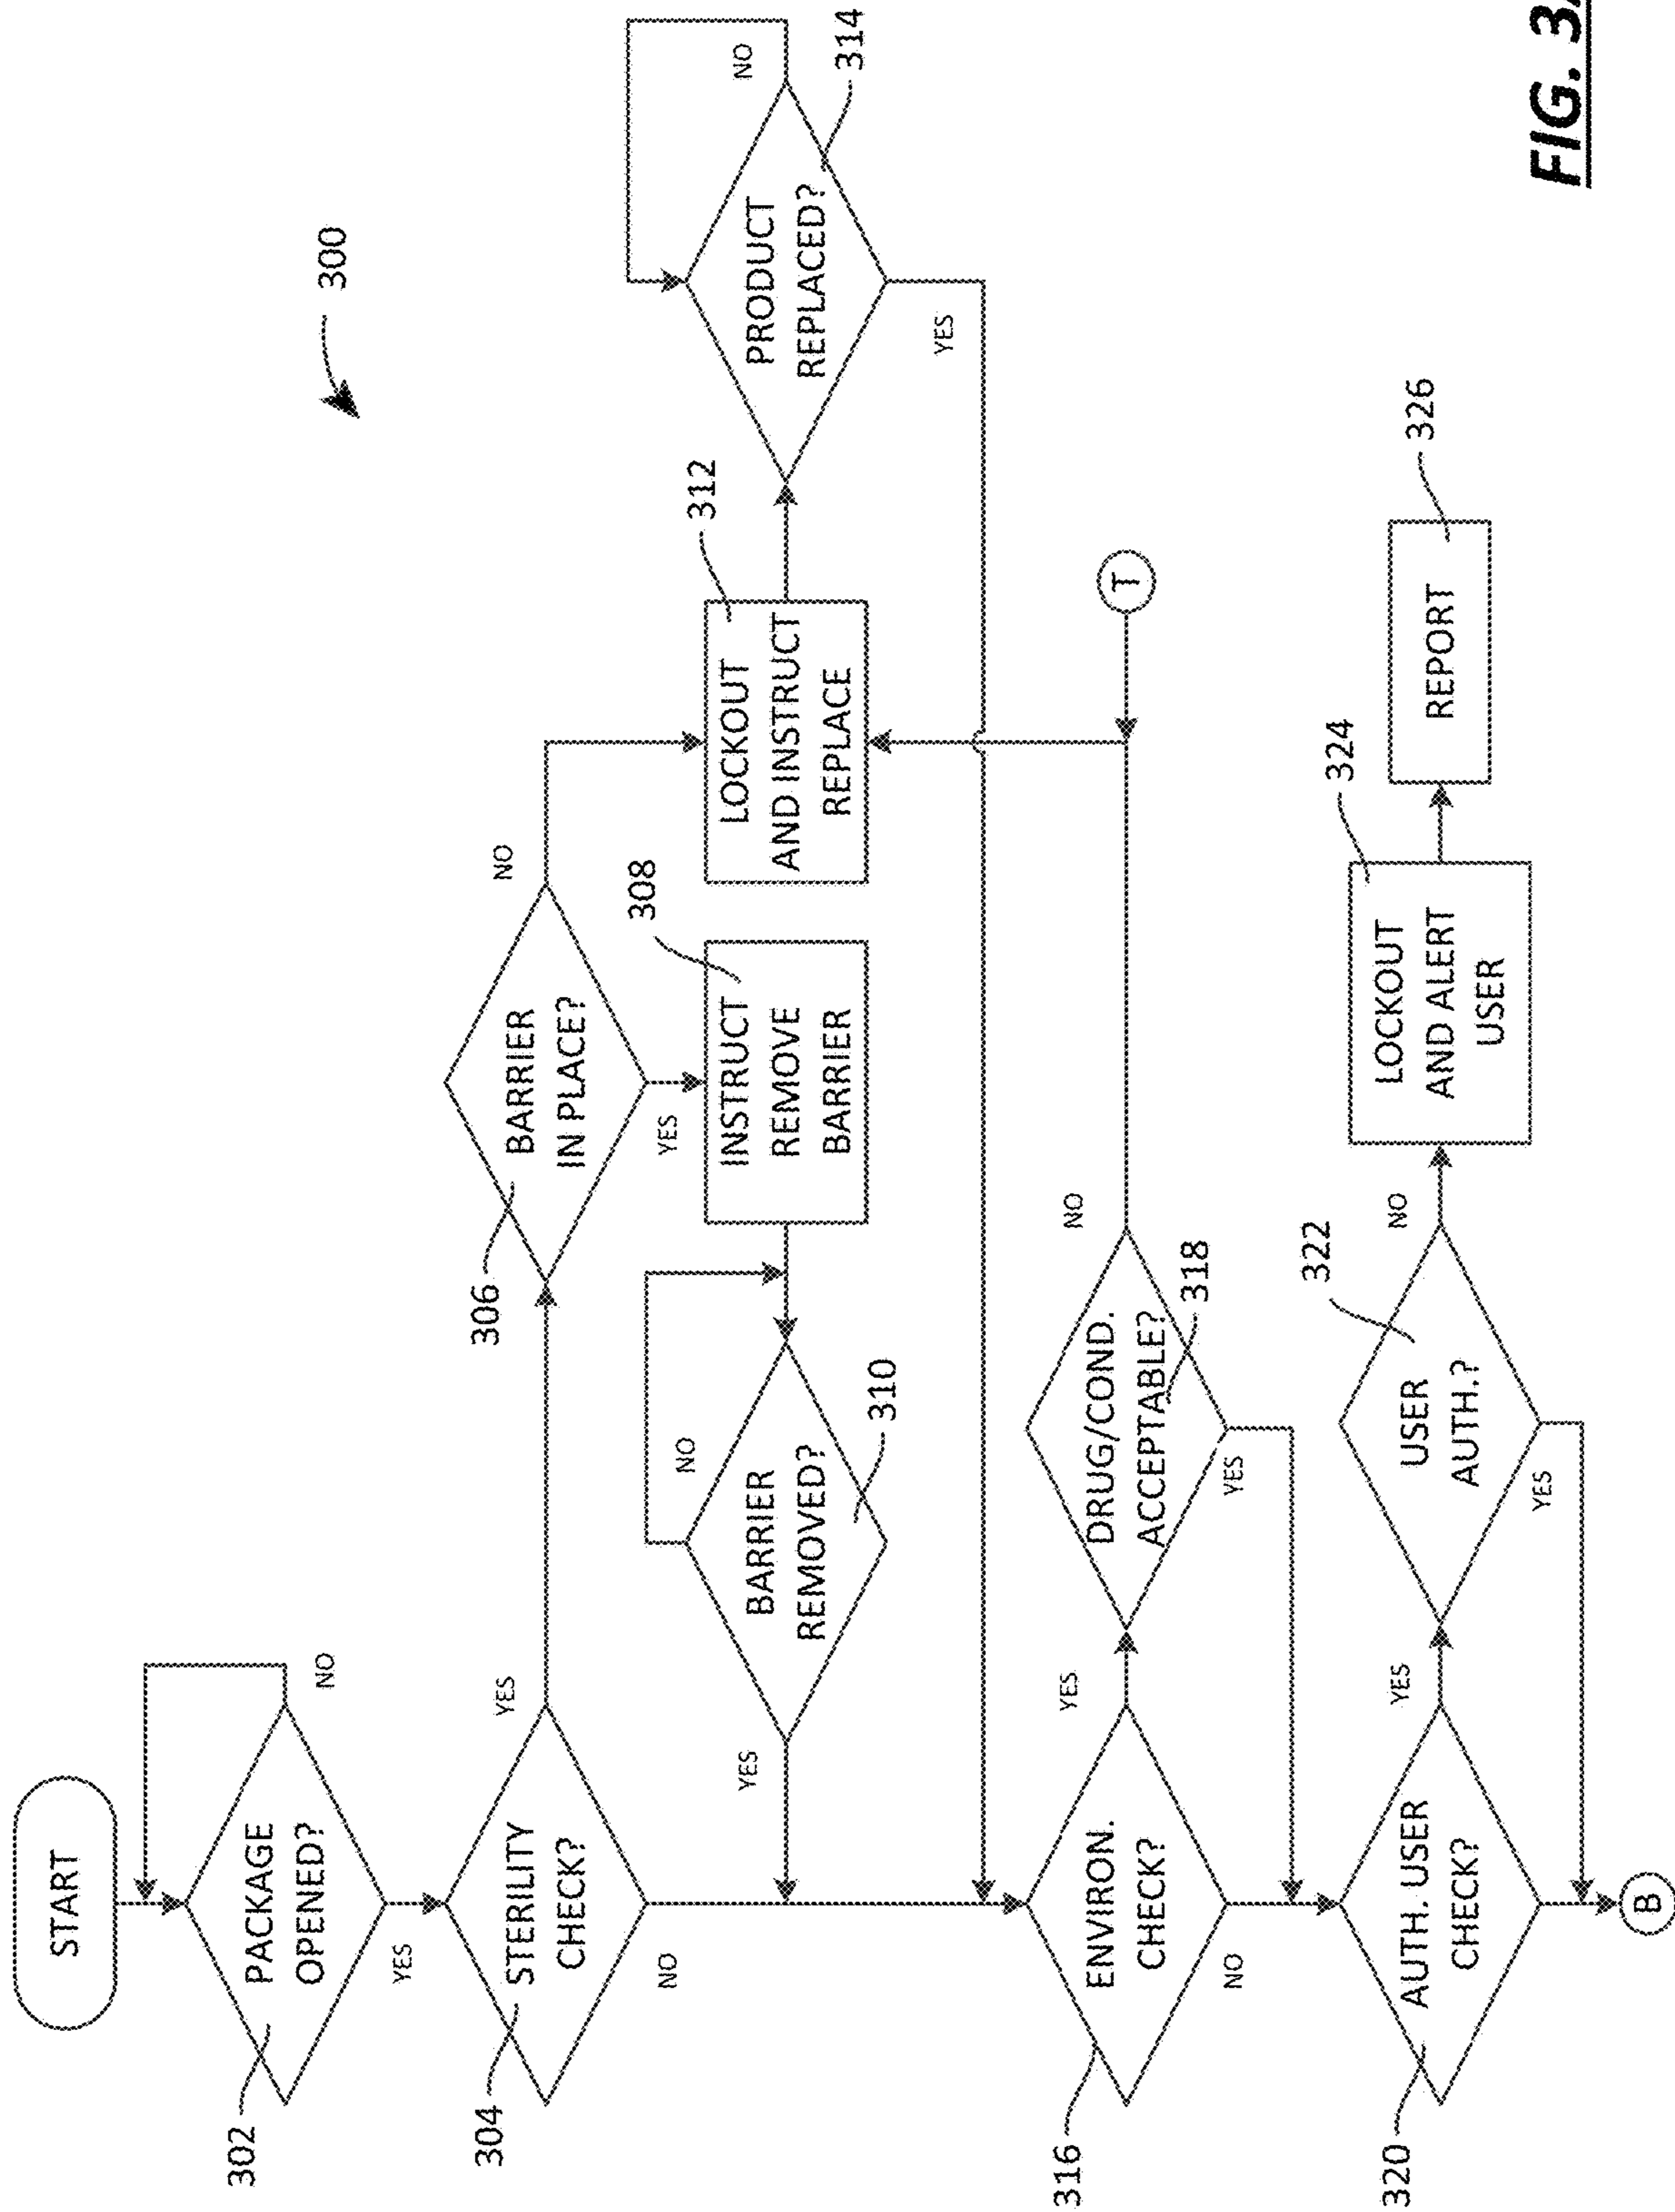 START
300
302
PACKAGE
OPENED?
NO
YES
304
STERILITY
CHECK?
YES
NO
306
BARRIER
IN PLACE?
NO
YES
308
INSTRUCT
REMOVE
BARRIER
310
BARRIER
REMOVED?
NO
YES
312
LOCKOUT
AND INSTRUCT
REPLACE
314
PRODUCT
REPLACED?
NO
YES
316
ENVIRON.
CHECK?
YES
NO
318
DRUG/COND.
ACCEPTABLE?
NO
YES
T
320
AUTH. USER
CHECK?
YES
322
USER
AUTH.?
NO
YES
324
LOCKOUT
AND ALERT
USER
326
REPORT
B
FIG. 3